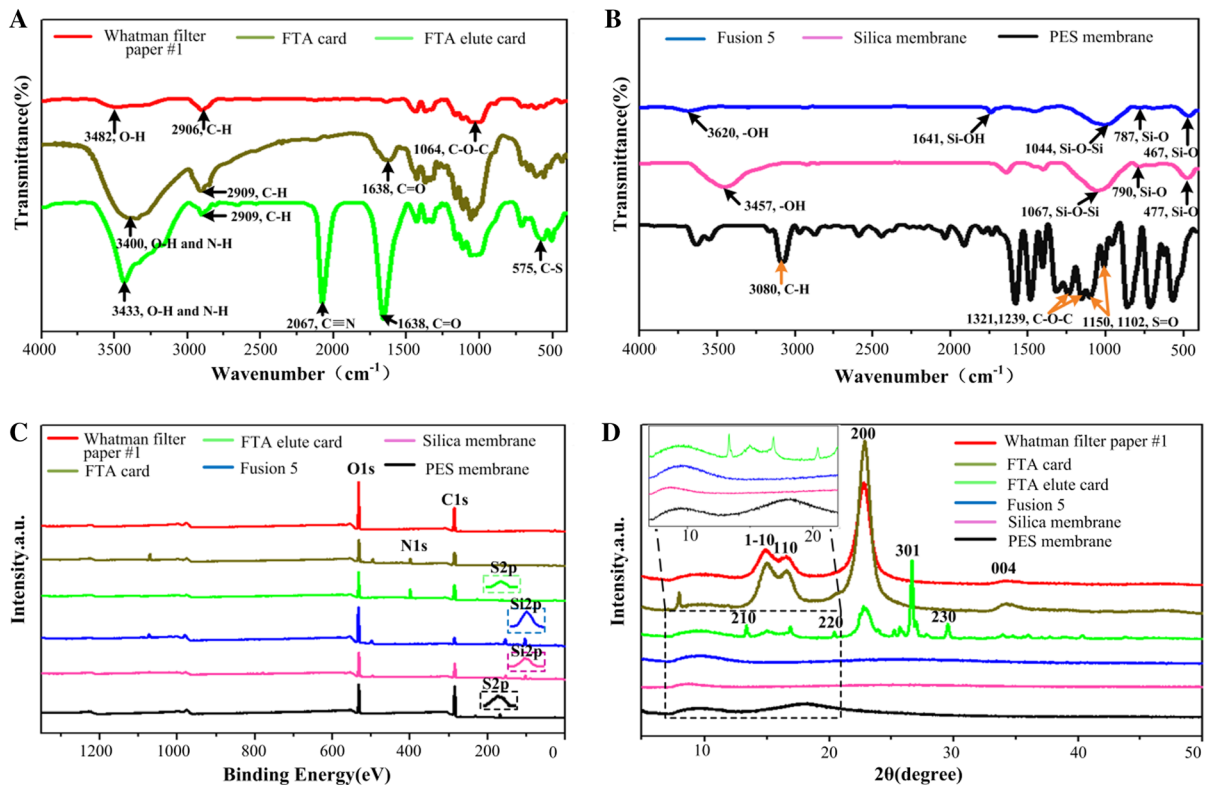 A
Whatman filter paper #1
FTA card
FTA elute card
Transmittance(%)
3482, O-H
2906, C-H
1064, C-O-C
2909, C-H
1638, C=O
3400, O-H and N-H
2909, C-H
575, C-S
3433, O-H and N-H
2067, C≡N
1638, C=O
4000 3500 3000 2500 2000 1500 1000 500
Wavenumber（cm-1）
B
Fusion 5
Silica membrane
PES membrane
Transmittance(%)
3620, -OH
1641, Si-OH
1044, Si-O-Si
787, Si-O
467, Si-O
3457, -OH
1067, Si-O-Si
790, Si-O
477, Si-O
3080, C-H
1321,1239, C-O-C
1150, 1102, S=O
4000 3500 3000 2500 2000 1500 1000 500
Wavenumber（cm-1）
C
Whatman filter
paper #1
FTA elute card
Silica membrane
FTA card
Fusion 5
PES membrane
Intensity.a.u.
O1s
C1s
N1s
S2p
Si2p
Si2p
S2p
1200 1000 800 600 400 200 0
Binding Energy(eV)
D
Whatman filter paper #1
FTA card
FTA elute card
Fusion 5
Silica membrane
PES membrane
Intensity.a.u.
10 20
200
1-10
110
301
004
210
220
230
10 20 30 40 50
2θ(degree)